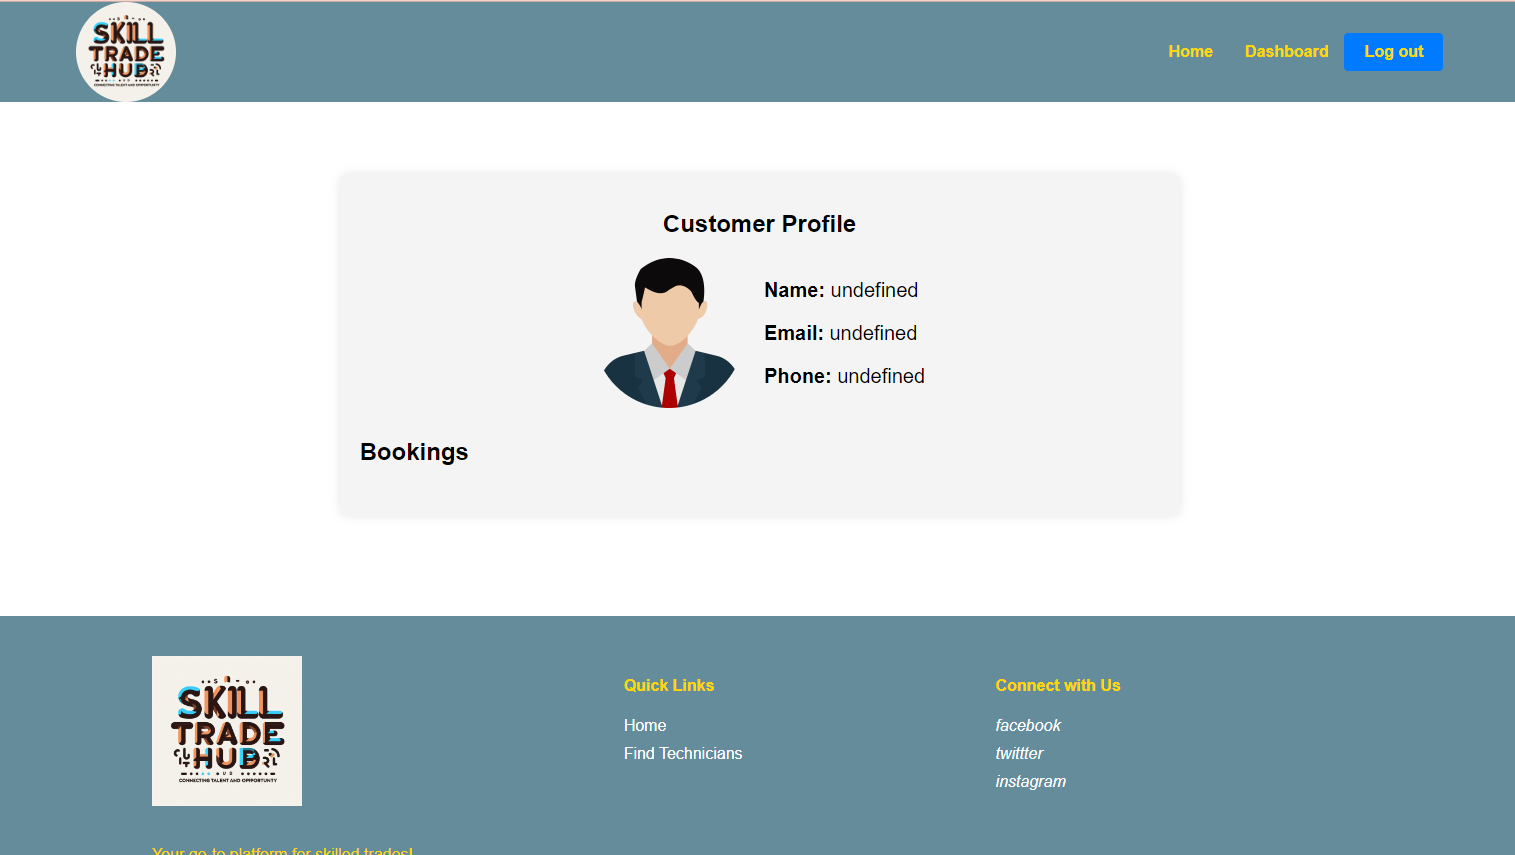 SKILL
TRADE
HUB
CONNECTING TALENT AND OPPORTUNITY
Home
Dashboard
Log out
Customer Profile
Name: undefined
Email: undefined
Phone: undefined
Bookings
SKILL
TRADE
HUB
CONNECTING TALENT AND OPPORTUNITY
Your go-to platform for skilled trades!
Quick Links
Home
Find Technicians
Connect with Us
facebook
twittter
instagram